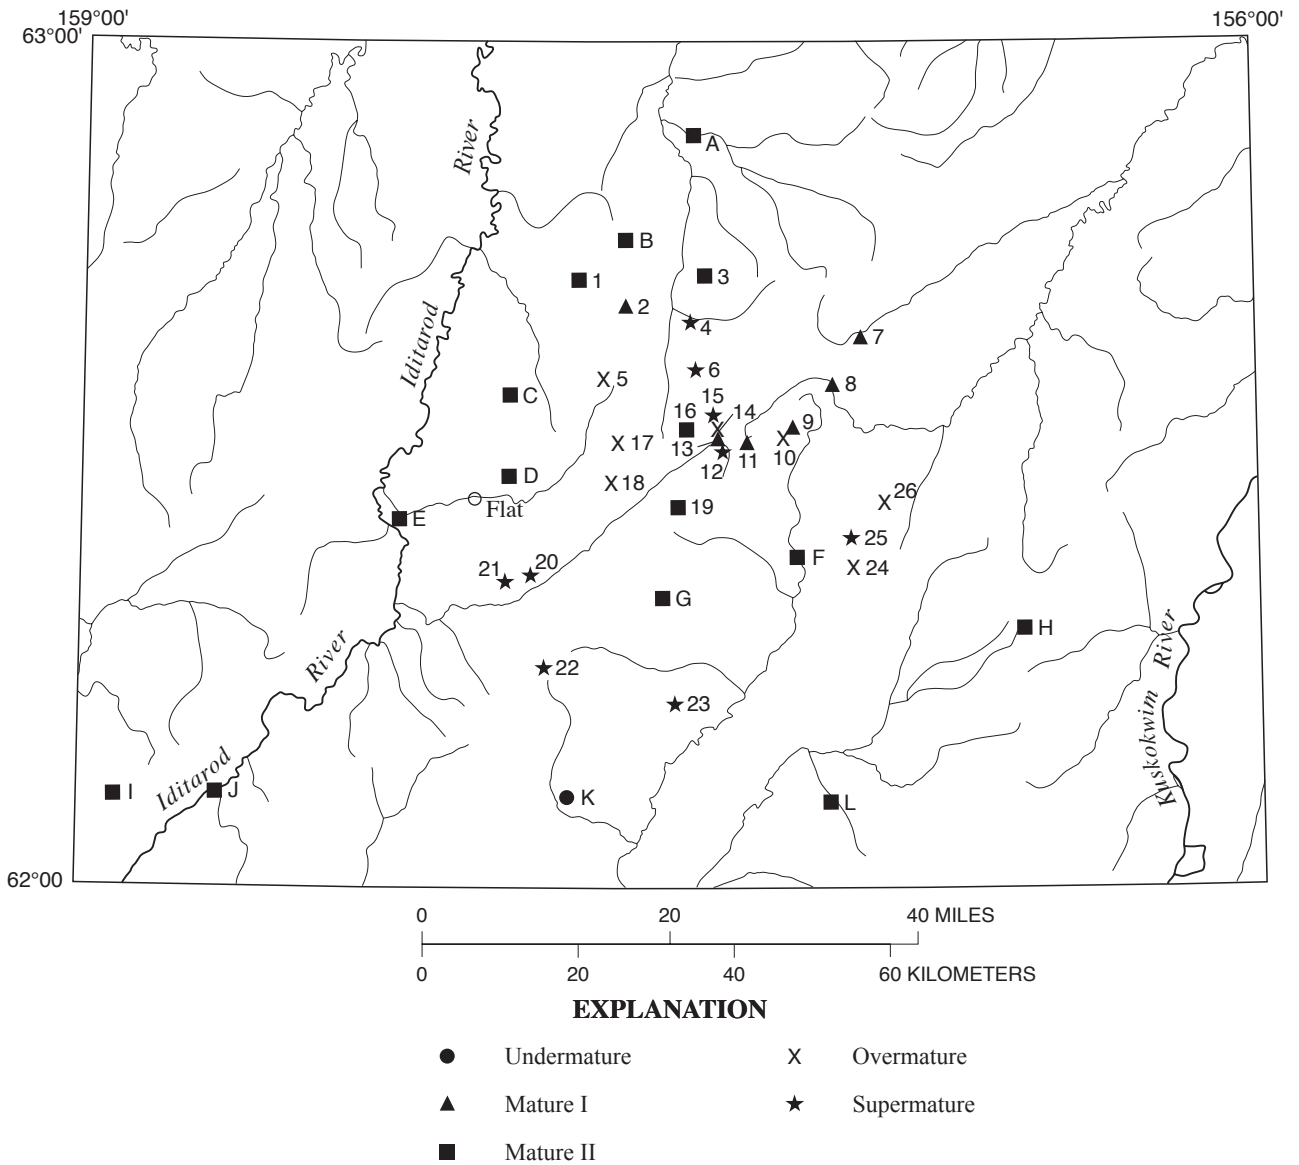 159°00' 156°00'
63°00'
River
A
B
1
3
2
4
Iditarod
7
6
5
8
C
15
16 14
9
17
13
10
12 11
D
18
26
19
Flat
E
25
F
20
21
24
G
H
River
River
22
23
Kuskokwim
Iditarod
I
J
K
L
62°00
0 20 40 MILES
0 20 40 60 KILOMETERS
EXPLANATION
Undermature X Overmature
Mature I Supermature
Mature II